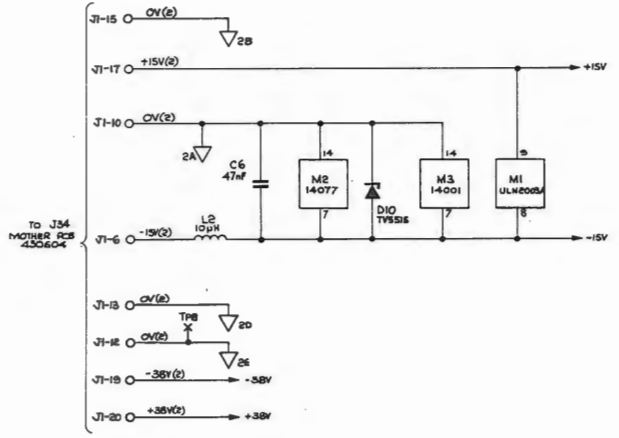 J1-15 0V(2)
2B
J1-17 +15V(2) +15V
J1-10 0V(2)
2A
C6
47nF
14
M2
14077
7
D10
TVS515
14
M3
14001
7
9
M1
ULN2003A
8
L2
10μH
J1-6 -15V(2) -15V
TO J34
MOTHER PCB
430604
J1-13 0V(2)
2D
TP8
J1-12 0V(2)
2E
J1-19 -38V(2) -38V
J1-20 +38V(2) +38V